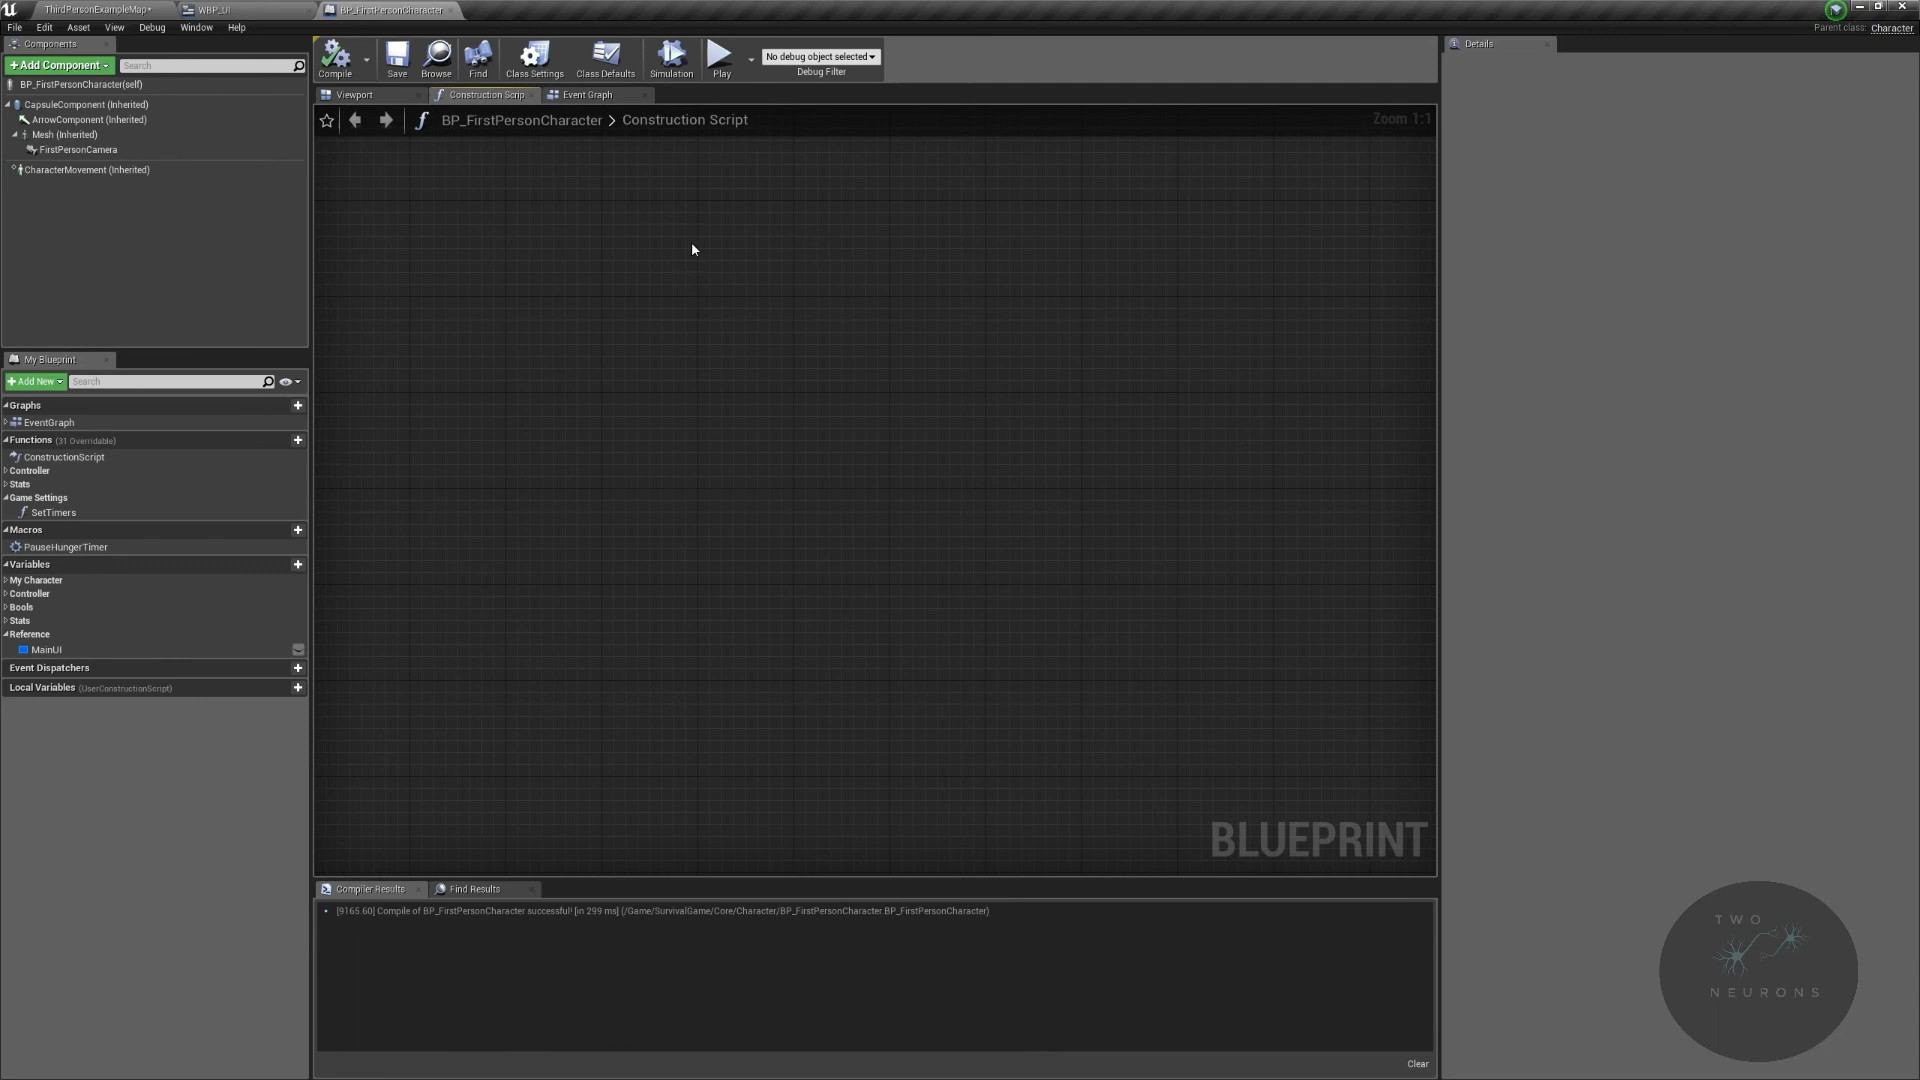 ThirdPersonExampleMap*
WBP_UI
BP_FirstPersonCharacter
File Edit Asset View Debug Window Help
Parent class: Character
Components
+Add Component
Search
BP_FirstPersonCharacter(self)
CapsuleComponent (Inherited)
ArrowComponent (Inherited)
Mesh (Inherited)
FirstPersonCamera
CharacterMovement (Inherited)
Compile
Save
Browse
Find
Class Settings
Class Defaults
Simulation
Play
No debug object selected
Debug Filter
Viewport
Construction Scrip
Event Graph
BP_FirstPersonCharacter > Construction Script
Zoom 1:1
Details
My Blueprint
+Add New
Search
Graphs
EventGraph
Functions (31 Overridable)
ConstructionScript
Controller
Stats
Game Settings
SetTimers
Macros
PauseHungerTimer
Variables
My Character
Controller
Bools
Stats
Reference
MainUI
Event Dispatchers
Local Variables (UserConstructionScript)
BLUEPRINT
Compiler Results
Find Results
[9165.60] Compile of BP_FirstPersonCharacter successful! [in 299 ms] (/Game/SurvivalGame/Core/Character/BP_FirstPersonCharacter.BP_FirstPersonCharacter)
Clear
TWO
NEURONS